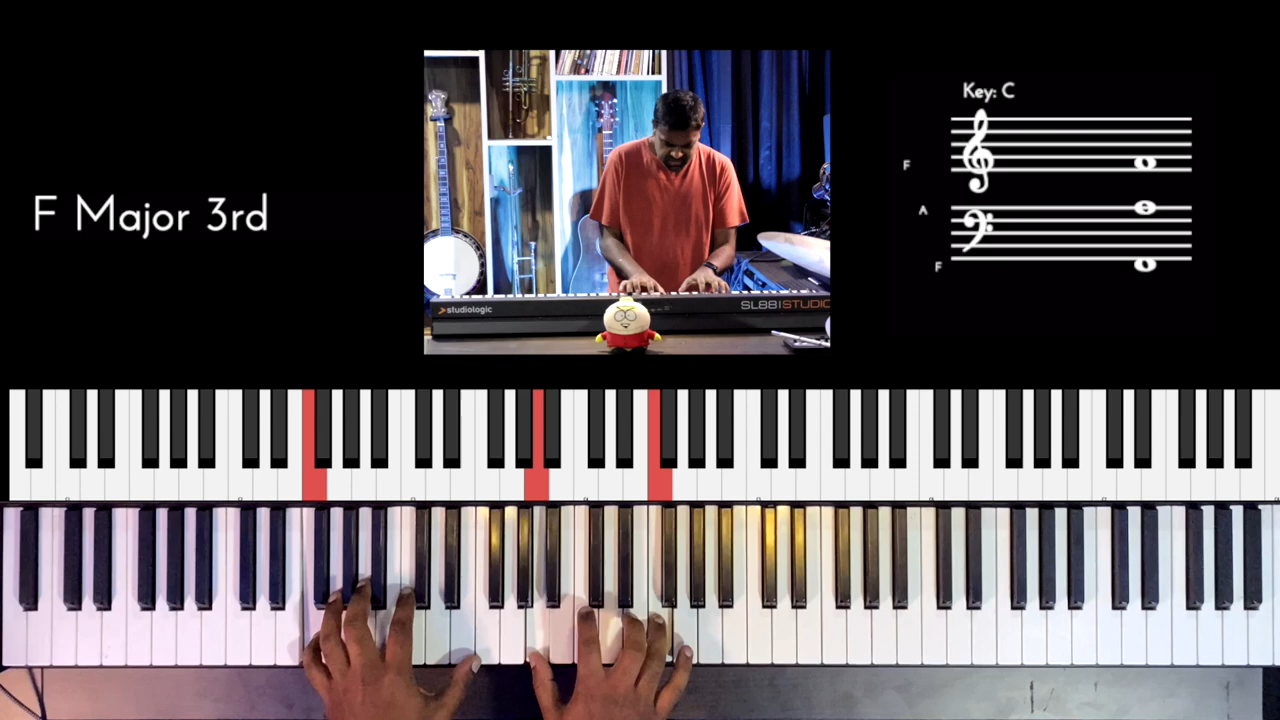 F Major 3rd
Key: C
F
A
F
studiologic
SL88|STUDIO